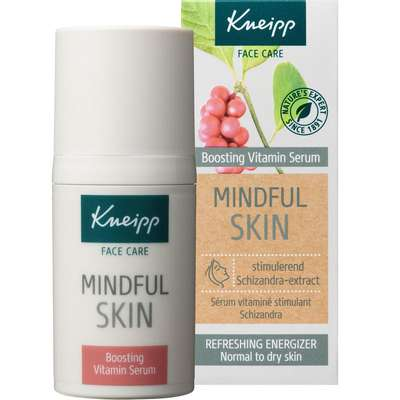 Kneipp
FACE CARE
MINDFUL
SKIN
Boosting
Vitamin Serum
Kneipp
FACE CARE
NATURE'S EXPERT
SINCE 1891
Boosting Vitamin Serum
MINDFUL
SKIN
stimulerend
Schizandra-extract
Sérum vitaminé stimulant
Schizandra
REFRESHING ENERGIZER
Normal to dry skin